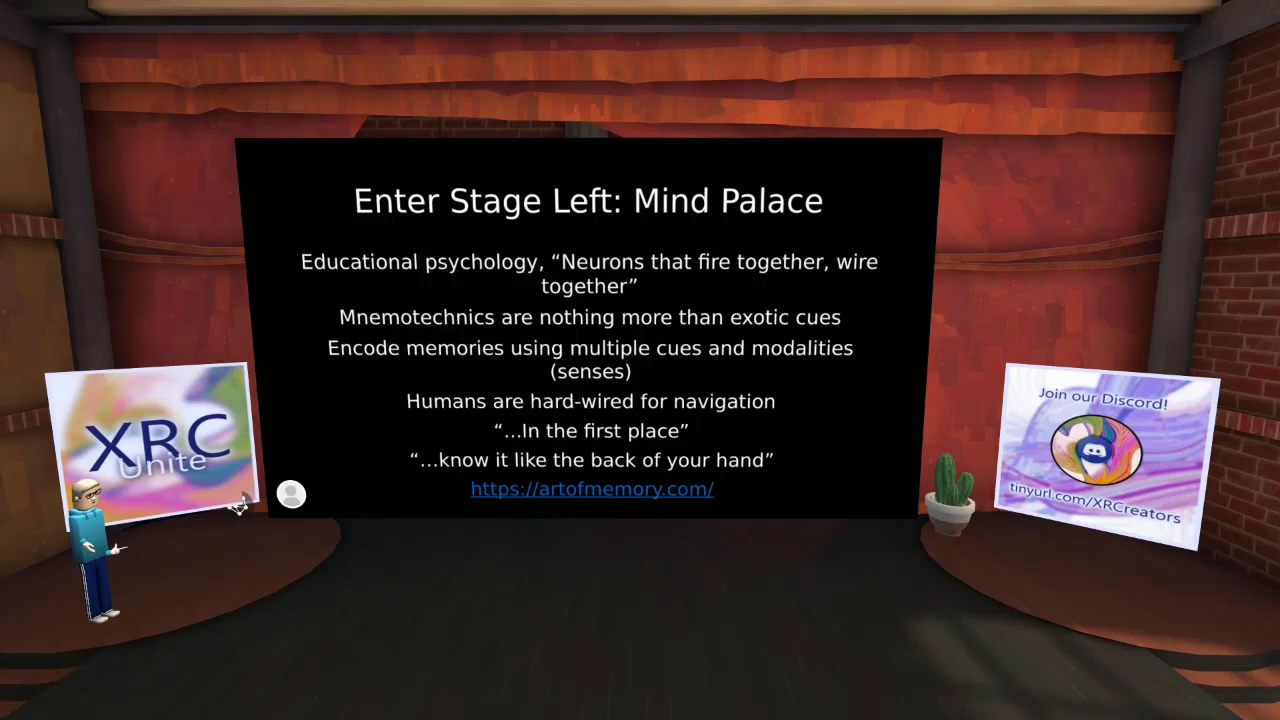 Enter Stage Left: Mind Palace
Educational psychology, “Neurons that fire together, wire
together”
Mnemotechnics are nothing more than exotic cues
Encode memories using multiple cues and modalities
(senses)
Humans are hard-wired for navigation
“…In the first place”
“…know it like the back of your hand”
https://artofmemory.com/
XRC
Unite
Join our Discord!
tinyurl.com/XRCreators